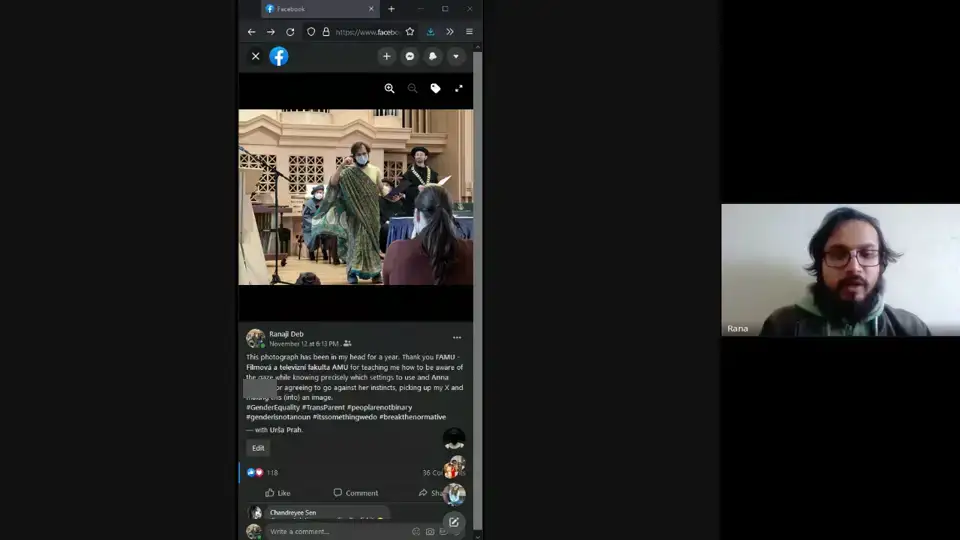 Facebook
https://www.facebo
Ranaji Deb
November 12 at 6:13 PM
This photograph has been in my head for a year. Thank you FAMU -
Filmová a televizní fakulta AMU for teaching me how to be aware of
the gaze while knowing precisely which settings to use and Anna
or agreeing to go against her instincts, picking up my X and
making this (info) an image.
#GenderEquality #TransParent #peoplarenotbinary
#genderisnotanoun #itssomethingwedo #breakthenormative
— with Urša Prah.
Edit
118
36
Like
Comment
Chandreyee Sen
Write a comment...
Rana